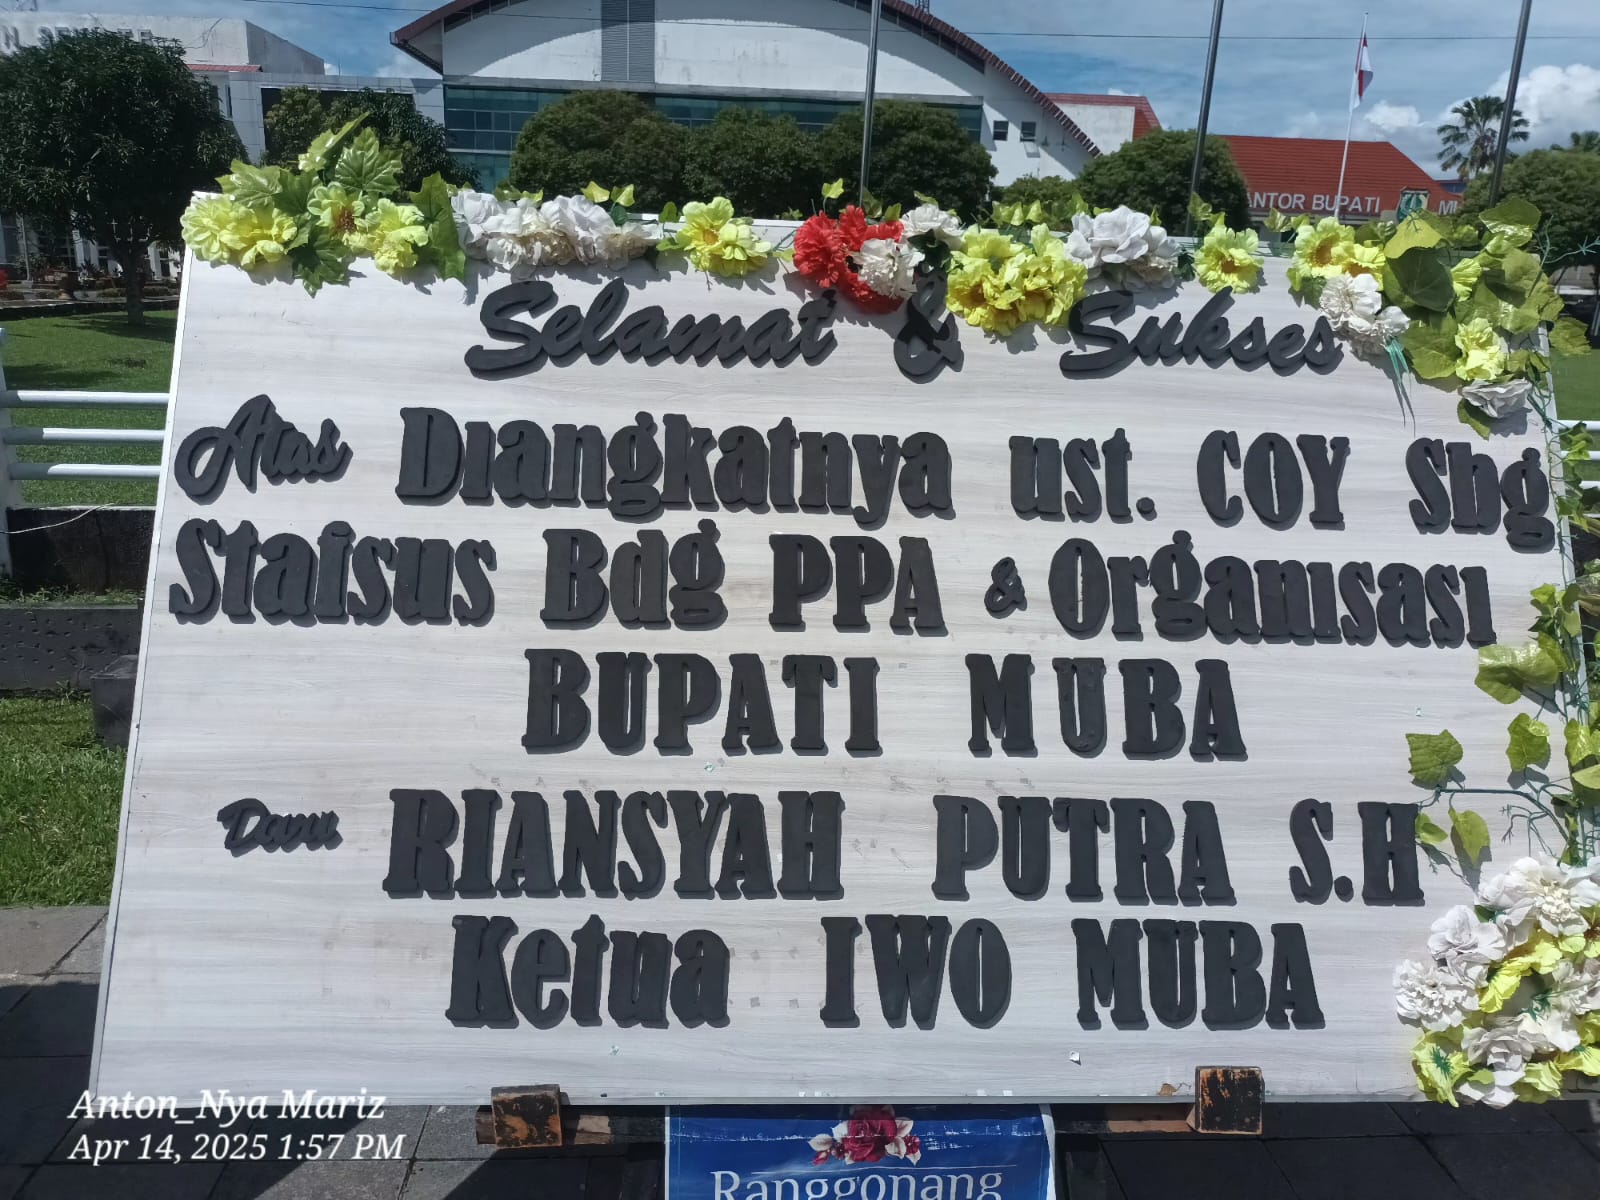 ANTOR BUPATI
Selamat & Sukses
Atas Diangkatnya ust. COY Sbg
Stafsus Bdg PPA & Organisasi
BUPATI MUBA
Dari RIANSYAH PUTRA S.H
Ketua IWO MUBA
Anton_Nya Mariz
Apr 14, 2025 1:57 PM
Ranggonang